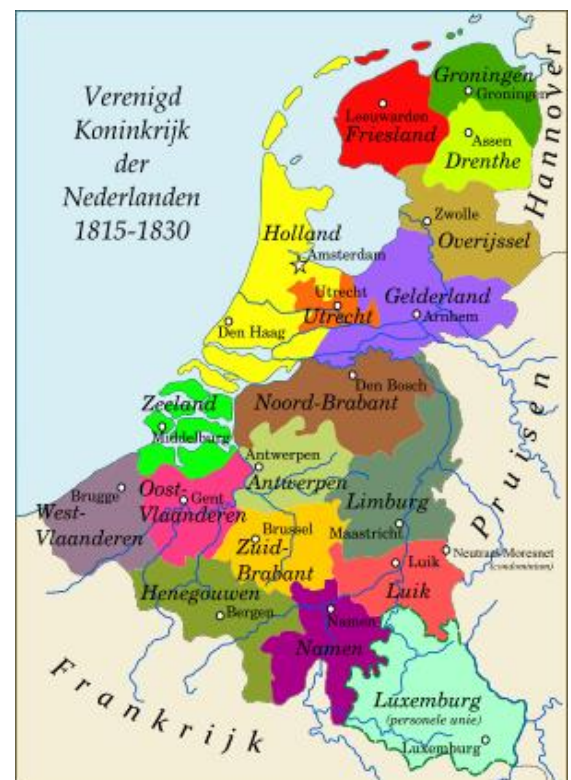 Verenigd
Koninkrijk
der
Nederlanden
1815-1830
Hannover
Groningen
Groningen
Leeuwarden
Friesland
Assen
Drenthe
Zwolle
Overijssel
Holland
Amsterdam
Utrecht
Utrecht
Gelderland
Arnhem
Den Haag
Pruisen
Den Bosch
Noord-Brabant
Zeeland
Middelburg
Antwerpen
Antwerpen
Brugge
West-
Vlaanderen
Oost-
Gent
Vlaanderen
Limburg
Maastricht
Brussel
Zuid-
Brabant
Neutraal Moresnet
(condominium)
Luik
Luik
Henegouwen
Bergen
Namen
Namen
Frankrijk
Luxemburg
(personele unie)
Luxemburg